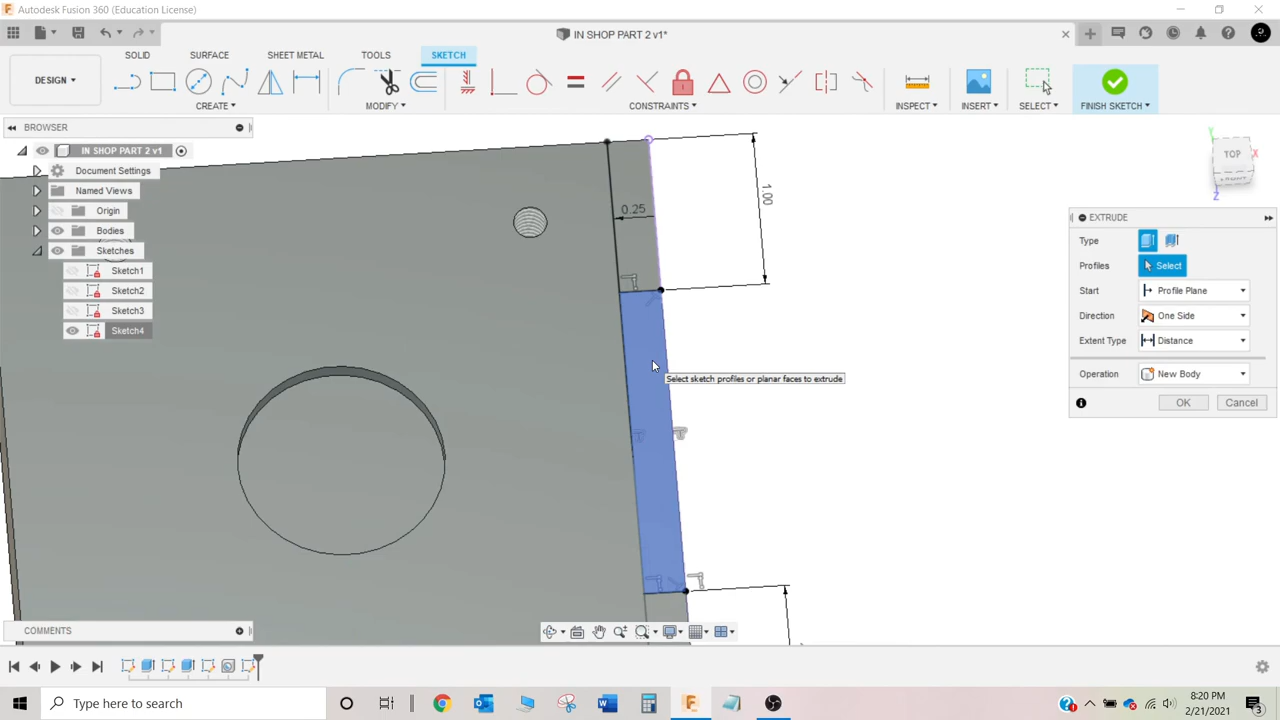 Autodesk Fusion 360 (Education License)
IN SHOP PART 2 v1*
DESIGN
SOLID
SURFACE
SHEET METAL
TOOLS
SKETCH
CREATE
MODIFY
CONSTRAINTS
INSPECT
INSERT
SELECT
FINISH SKETCH
BROWSER
IN SHOP PART 2 v1
Document Settings
Named Views
Origin
Bodies
Sketches
Sketch1
Sketch2
Sketch3
Sketch4
0.25
1.00
TOP
FRONT
X
Y
Z
EXTRUDE
Type
Profiles Select
Start Profile Plane
Direction One Side
Extent Type Distance
Operation New Body
OK Cancel
Select sketch profiles or planar faces to extrude
COMMENTS
Type here to search
8:20 PM
2/21/2021
3